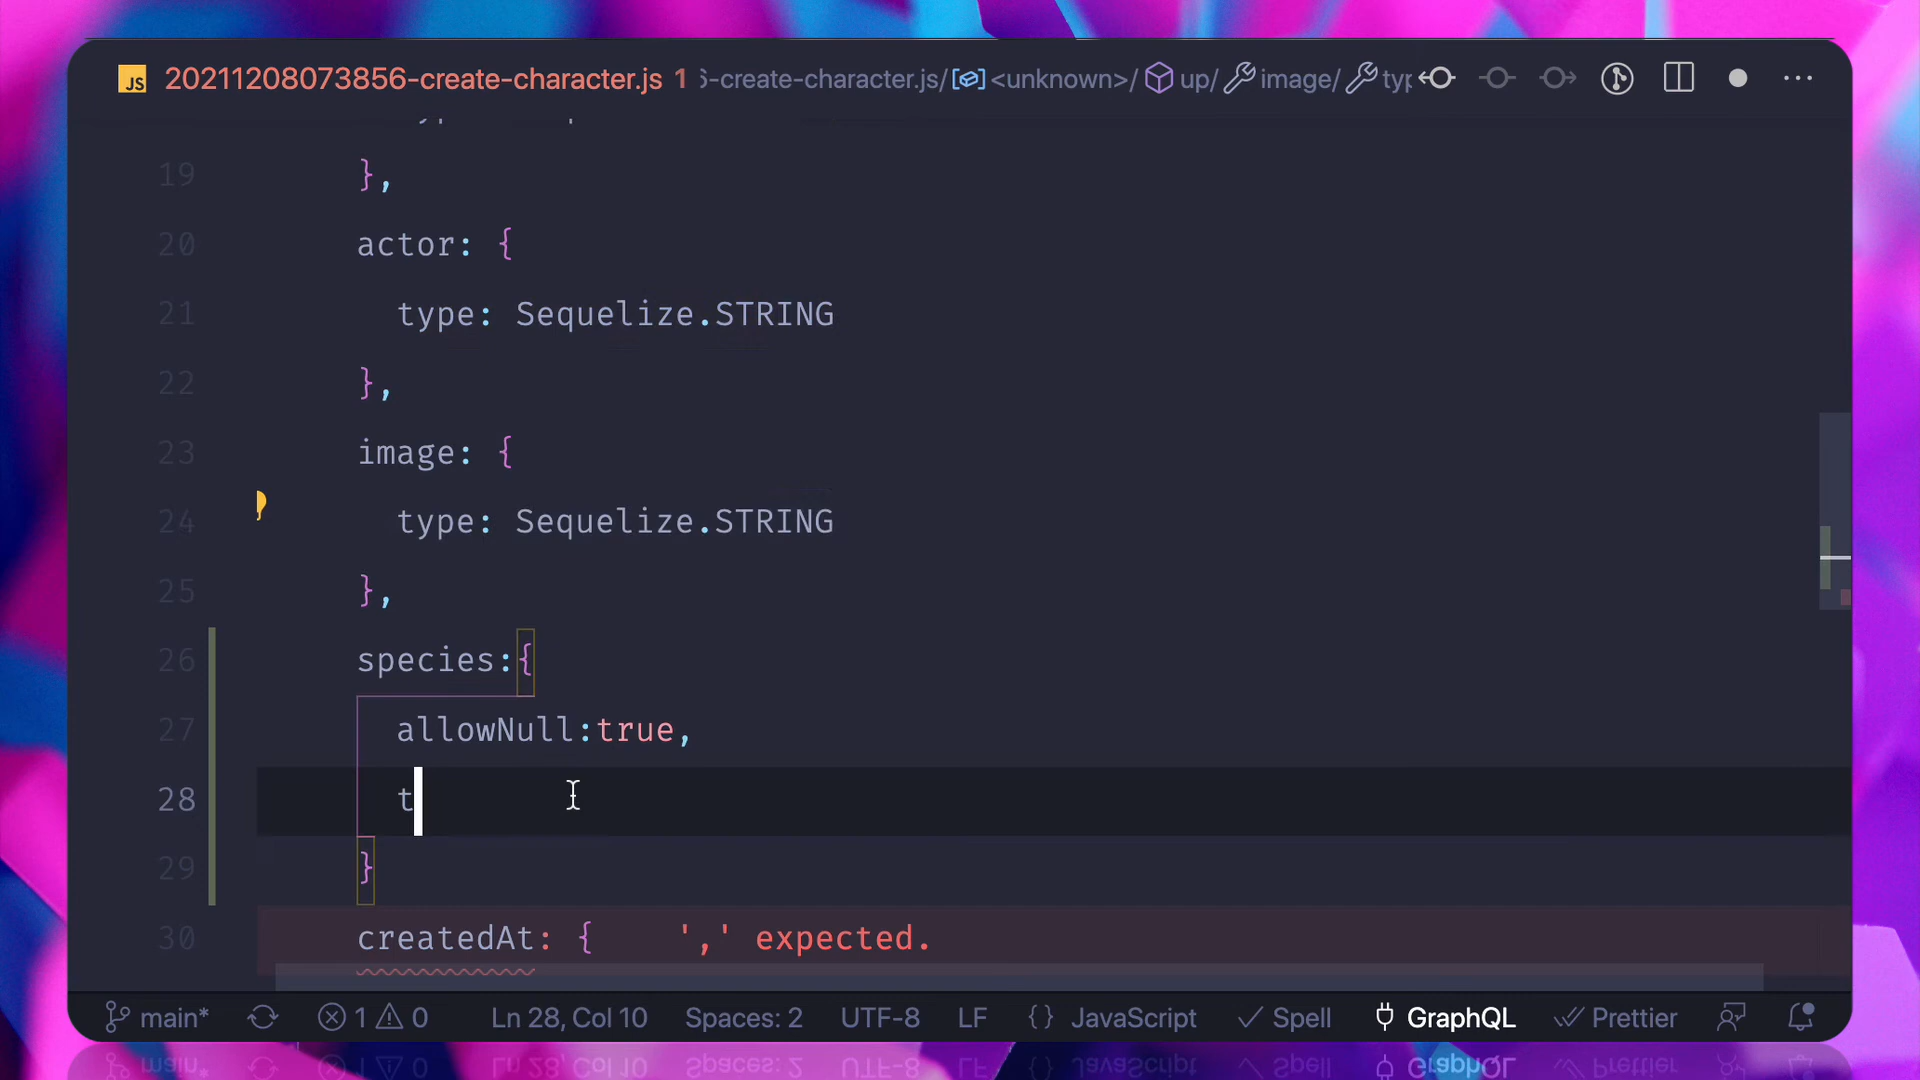 JS 20211208073856-create-character.js 1 6-create-character.js/ <unknown>/ up/ image/ typ
19 },
20 actor: {
21 type: Sequelize.STRING
22 },
23 image: {
24 type: Sequelize.STRING
25 },
26 species:{
27 allowNull:true,
28 t
29 }
30 createdAt: { ',' expected.
main* 1 0 Ln 28, Col 10 Spaces: 2 UTF-8 LF {} JavaScript Spell GraphQL Prettier